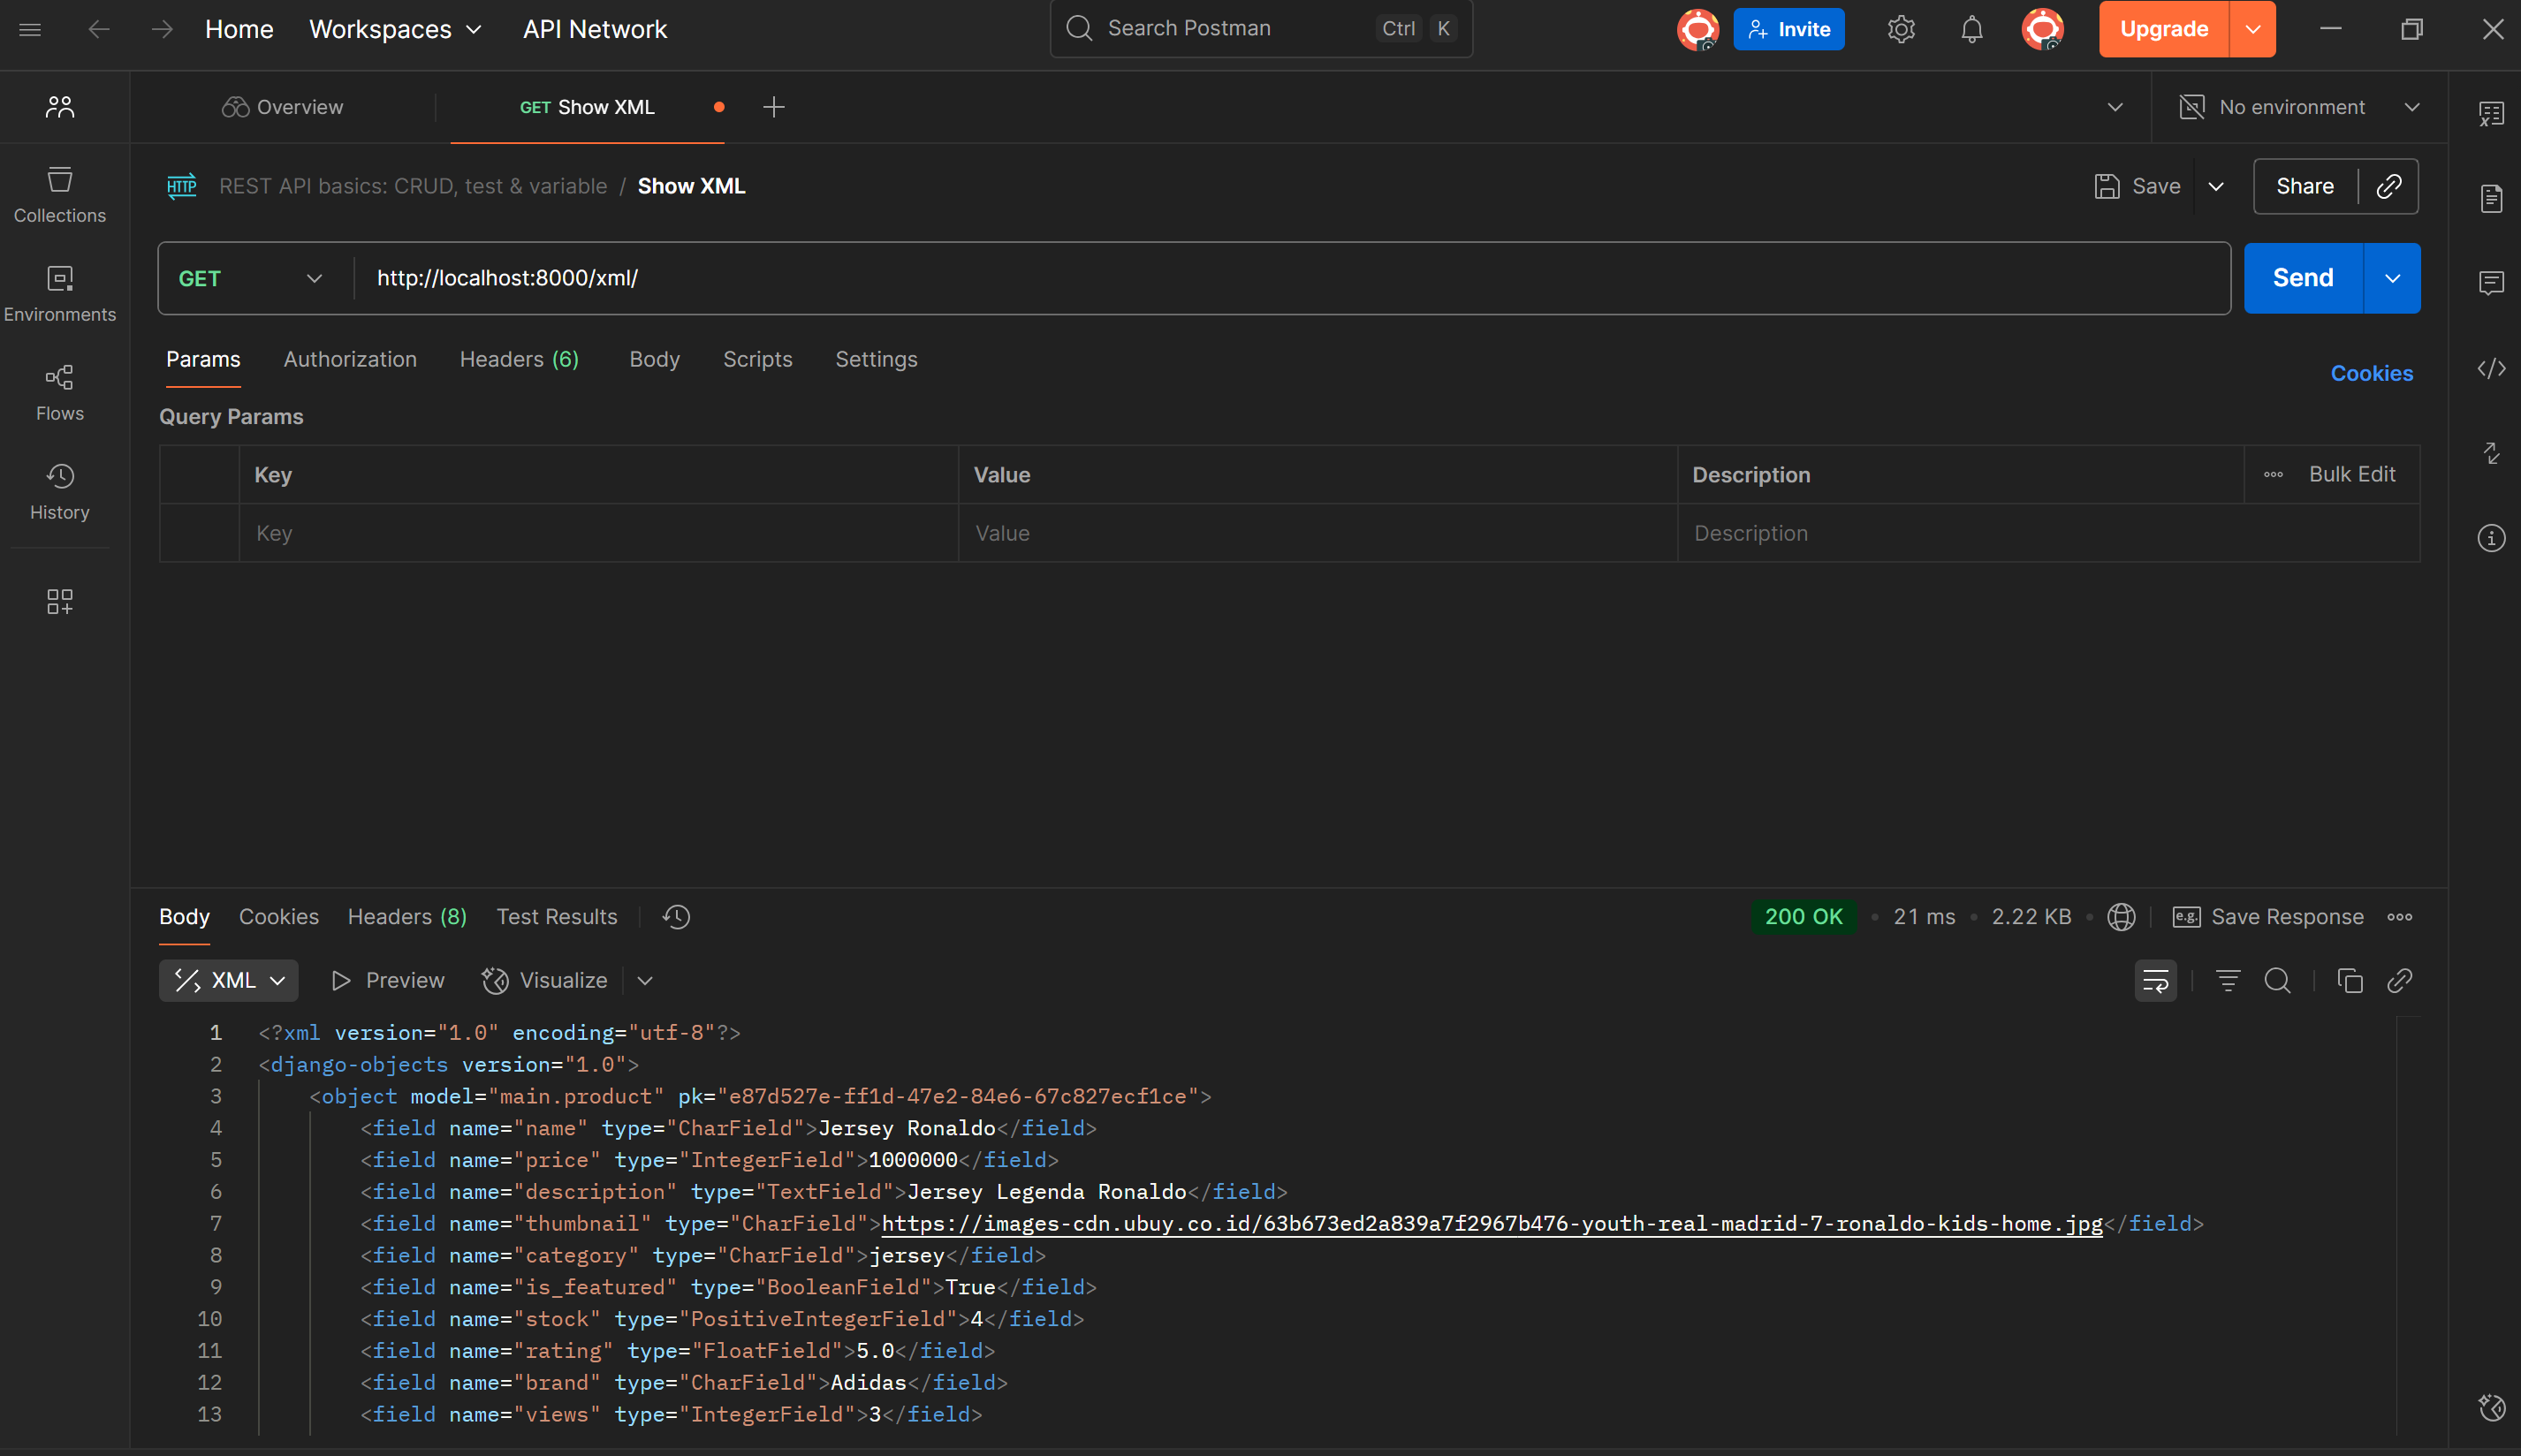 Home Workspaces API Network Search Postman Ctrl K Invite Upgrade
Overview GET Show XML No environment
HTTP REST API basics: CRUD, test & variable / Show XML Save Share
Collections
Environments
Flows
History
GET http://localhost:8000/xml/ Send
Params Authorization Headers (6) Body Scripts Settings Cookies
Query Params
Key Value Description Bulk Edit
Key Value Description
Body Cookies Headers (8) Test Results 200 OK • 21 ms • 2.22 KB • e.g. Save Response
XML Preview Visualize
1 <?xml version="1.0" encoding="utf-8"?>
2 <django-objects version="1.0">
3 <object model="main.product" pk="e87d527e-ff1d-47e2-84e6-67c827ecf1ce">
4 <field name="name" type="CharField">Jersey Ronaldo</field>
5 <field name="price" type="IntegerField">1000000</field>
6 <field name="description" type="TextField">Jersey Legenda Ronaldo</field>
7 <field name="thumbnail" type="CharField">https://images-cdn.ubuy.co.id/63b673ed2a839a7f2967b476-youth-real-madrid-7-ronaldo-kids-home.jpg</field>
8 <field name="category" type="CharField">jersey</field>
9 <field name="is_featured" type="BooleanField">True</field>
10 <field name="stock" type="PositiveIntegerField">4</field>
11 <field name="rating" type="FloatField">5.0</field>
12 <field name="brand" type="CharField">Adidas</field>
13 <field name="views" type="IntegerField">3</field>